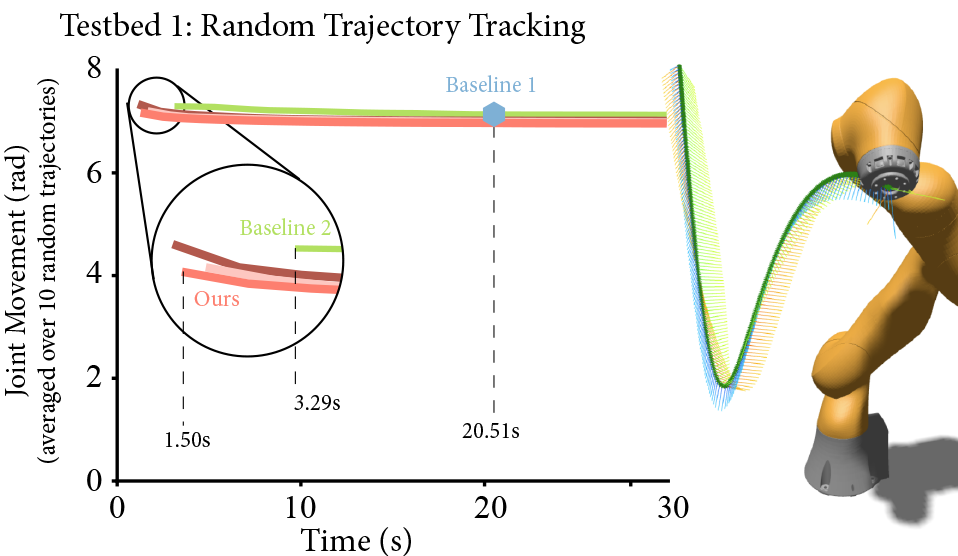 Testbed 1: Random Trajectory Tracking
Joint Movement (rad)
(averaged over 10 random trajectories)
8
6
4
2
0
Baseline 1
Baseline 2
Ours
1.50s
3.29s
20.51s
0
10
20
30
Time (s)